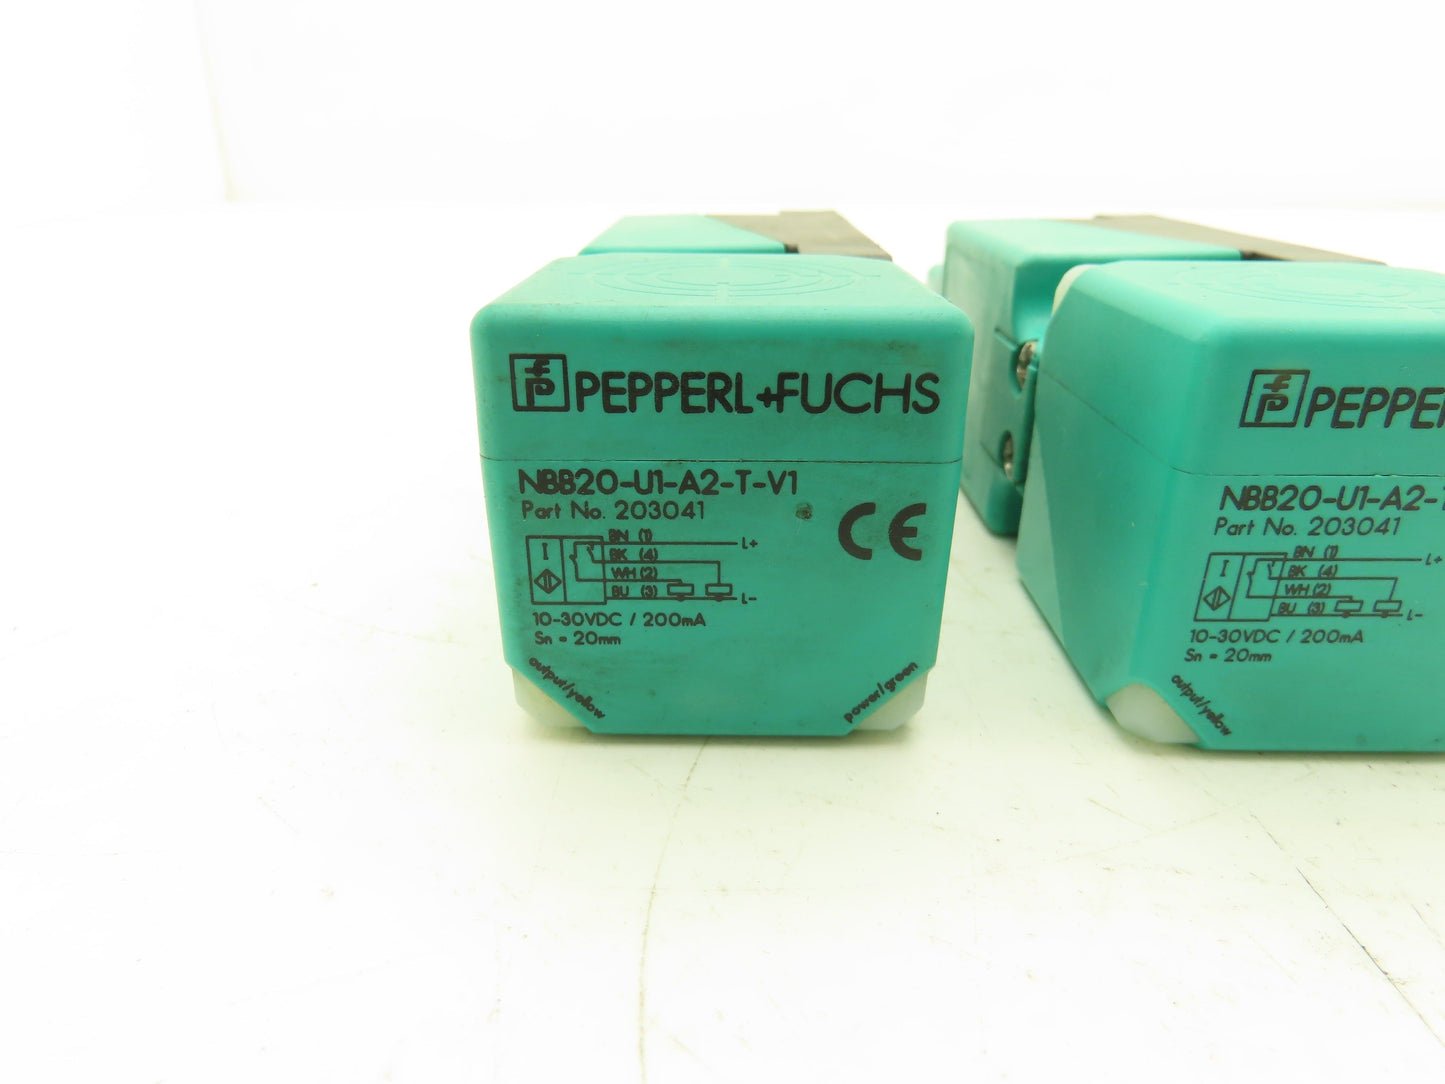 PEPPERL+FUCHS
NBB20-U1-A2-T-V1
Part No. 203041
CE
I
BN (1)
L+
BK (4)
WH (2)
BU (3)
L-
10-30VDC / 200mA
Sn = 20mm
output/yellow
power/green
PEPPE
NBB20-U1-A2-
Part No. 203041
I
BN (1)
L+
BK (4)
WH (2)
BU (3)
L-
10-30VDC / 200mA
Sn = 20mm
output/yellow